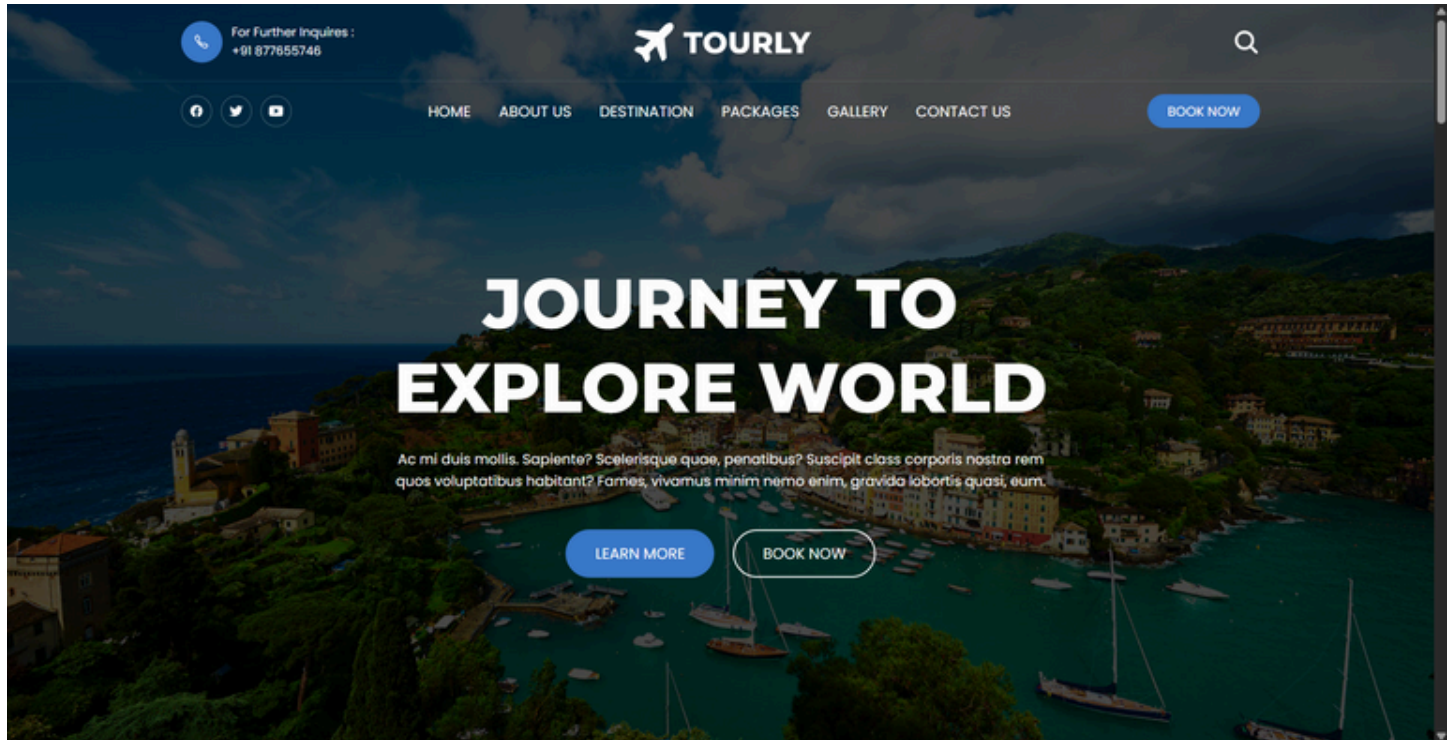 For Further Inquires :
+91 877655746
TOURLY
HOME ABOUT US DESTINATION PACKAGES GALLERY CONTACT US
BOOK NOW
JOURNEY TO
EXPLORE WORLD
Ac mi duis mollis. Sapiente? Scelerisque quae, penatibus? Suscipit class corporis nostra rem
quos voluptatibus habitant? Fames, vivamus minim nemo enim, gravida lobortis quasi, eum.
LEARN MORE
BOOK NOW